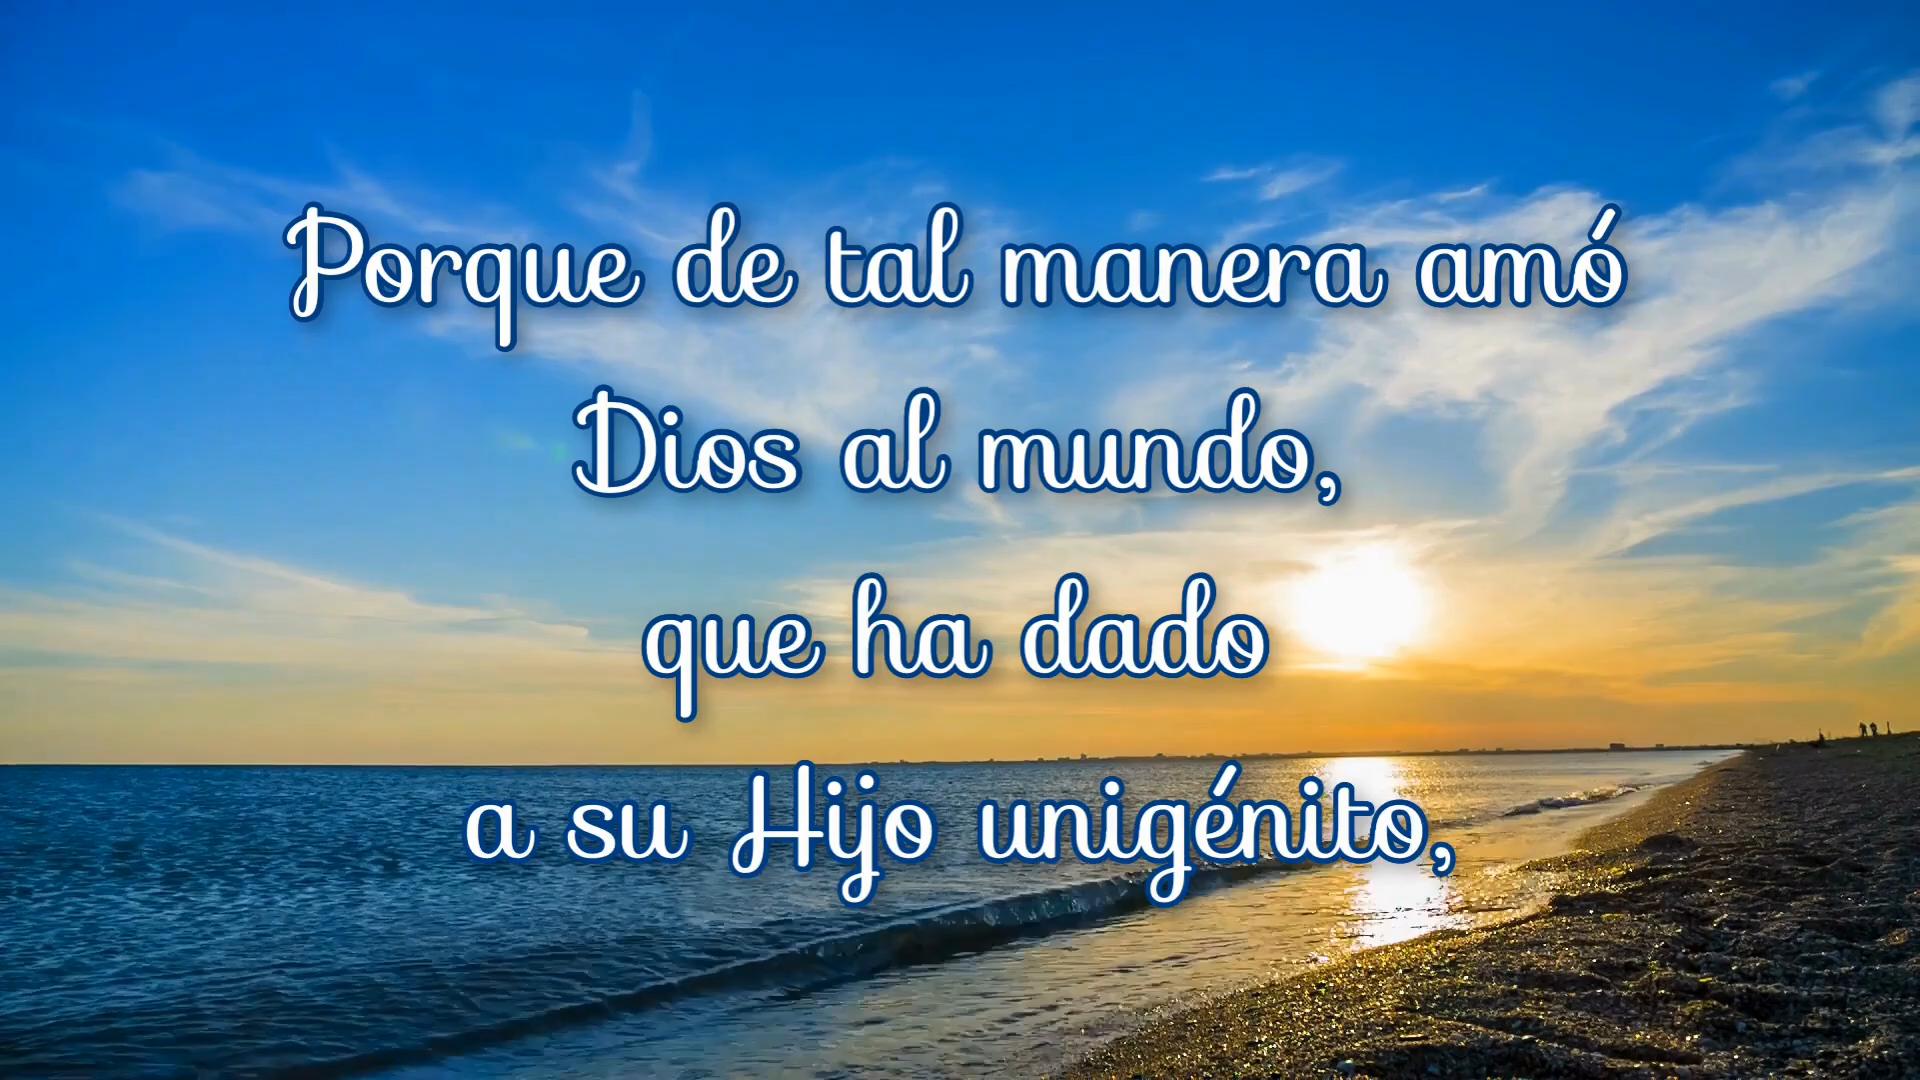 Porque de tal manera amó
Dios al mundo,
que ha dado
a su Hijo unigénito,